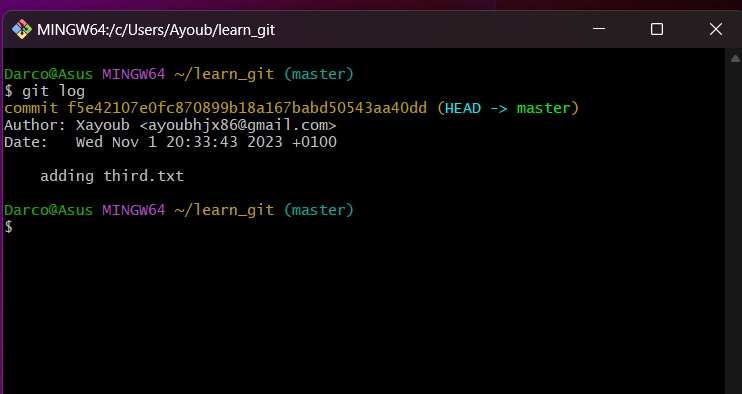 MINGW64:/c/Users/Ayoub/learn_git
Darco@Asus MINGW64 ~/learn_git (master)
$ git log
commit f5e42107e0fc870899b18a167babd50543aa40dd (HEAD -> master)
Author: Xayoub <ayoubhjx86@gmail.com>
Date:   Wed Nov 1 20:33:43 2023 +0100
    adding third.txt
Darco@Asus MINGW64 ~/learn_git (master)
$